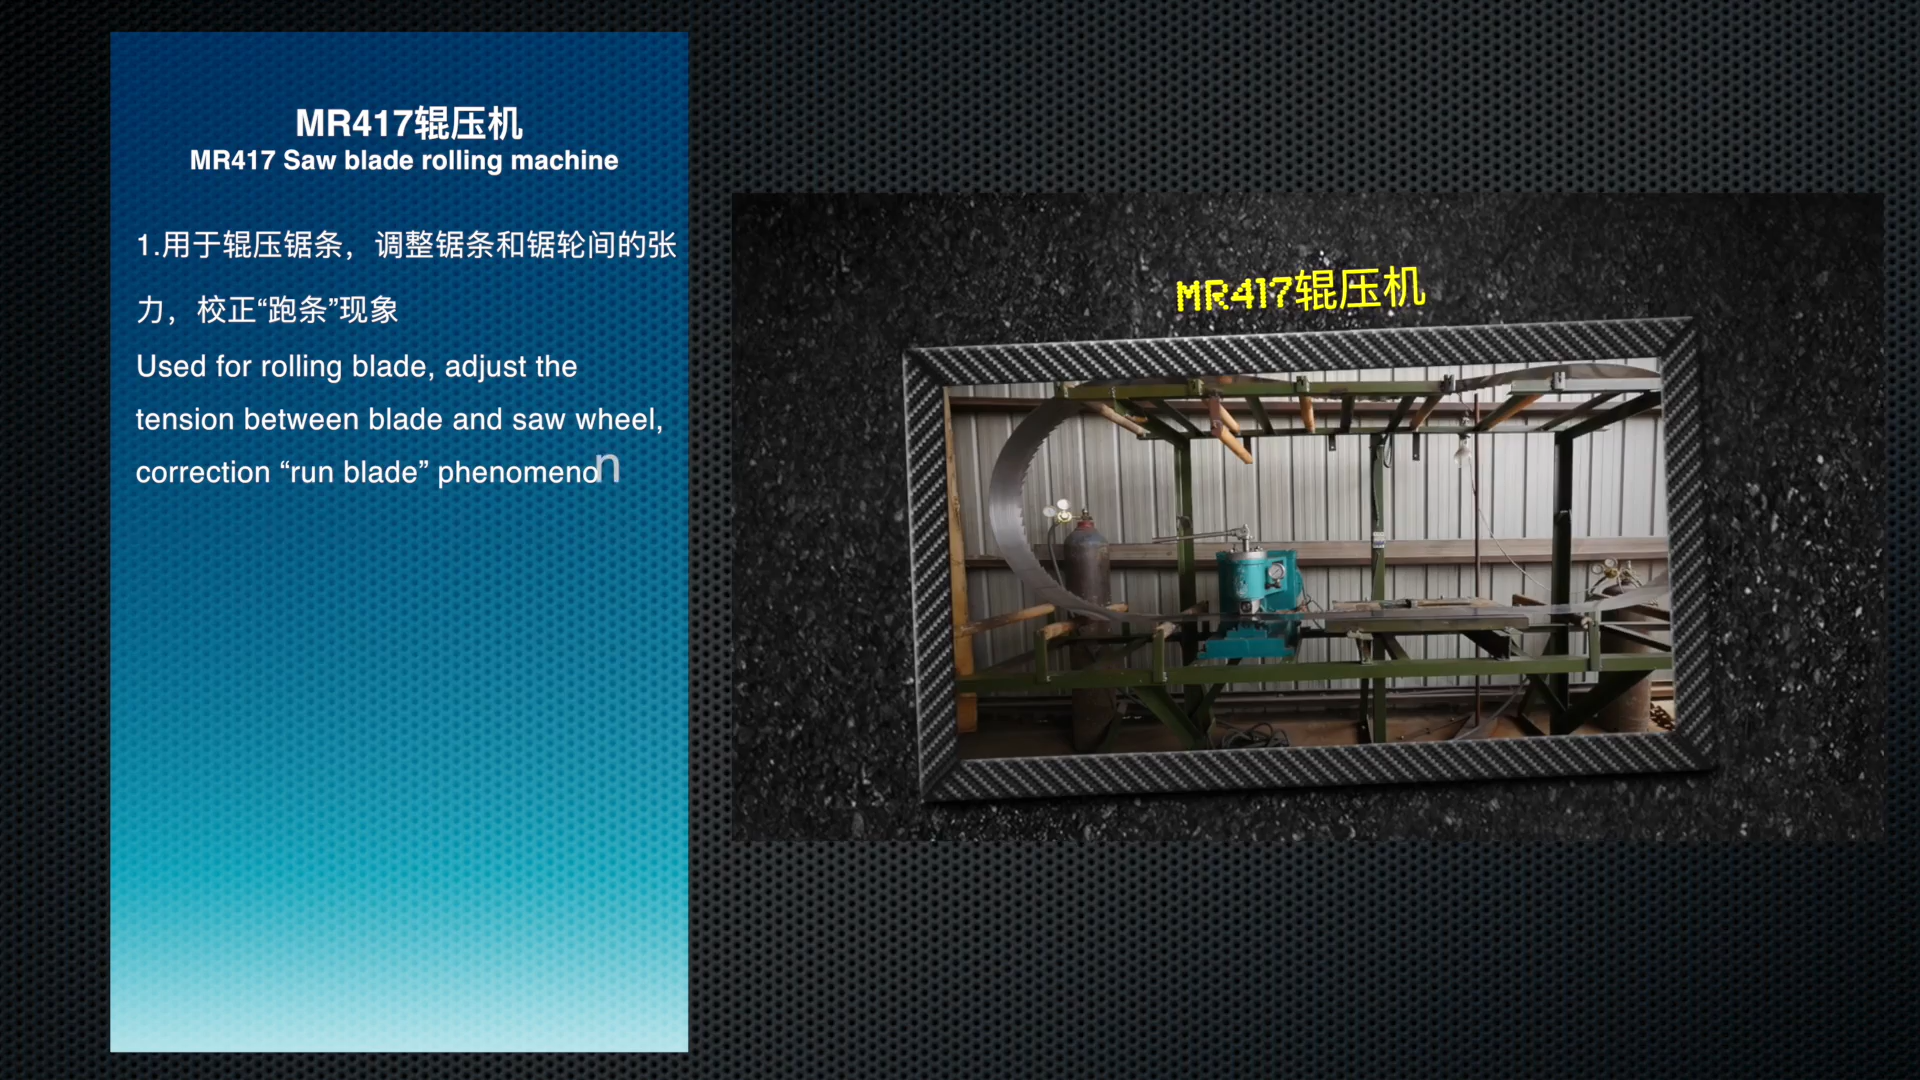 MR417辊压机
MR417 Saw blade rolling machine
1.用于辊压锯条，调整锯条和锯轮间的张
力，校正“跑条”现象
Used for rolling blade, adjust the
tension between blade and saw wheel,
correction “run blade” phenomenon
MR417辊压机